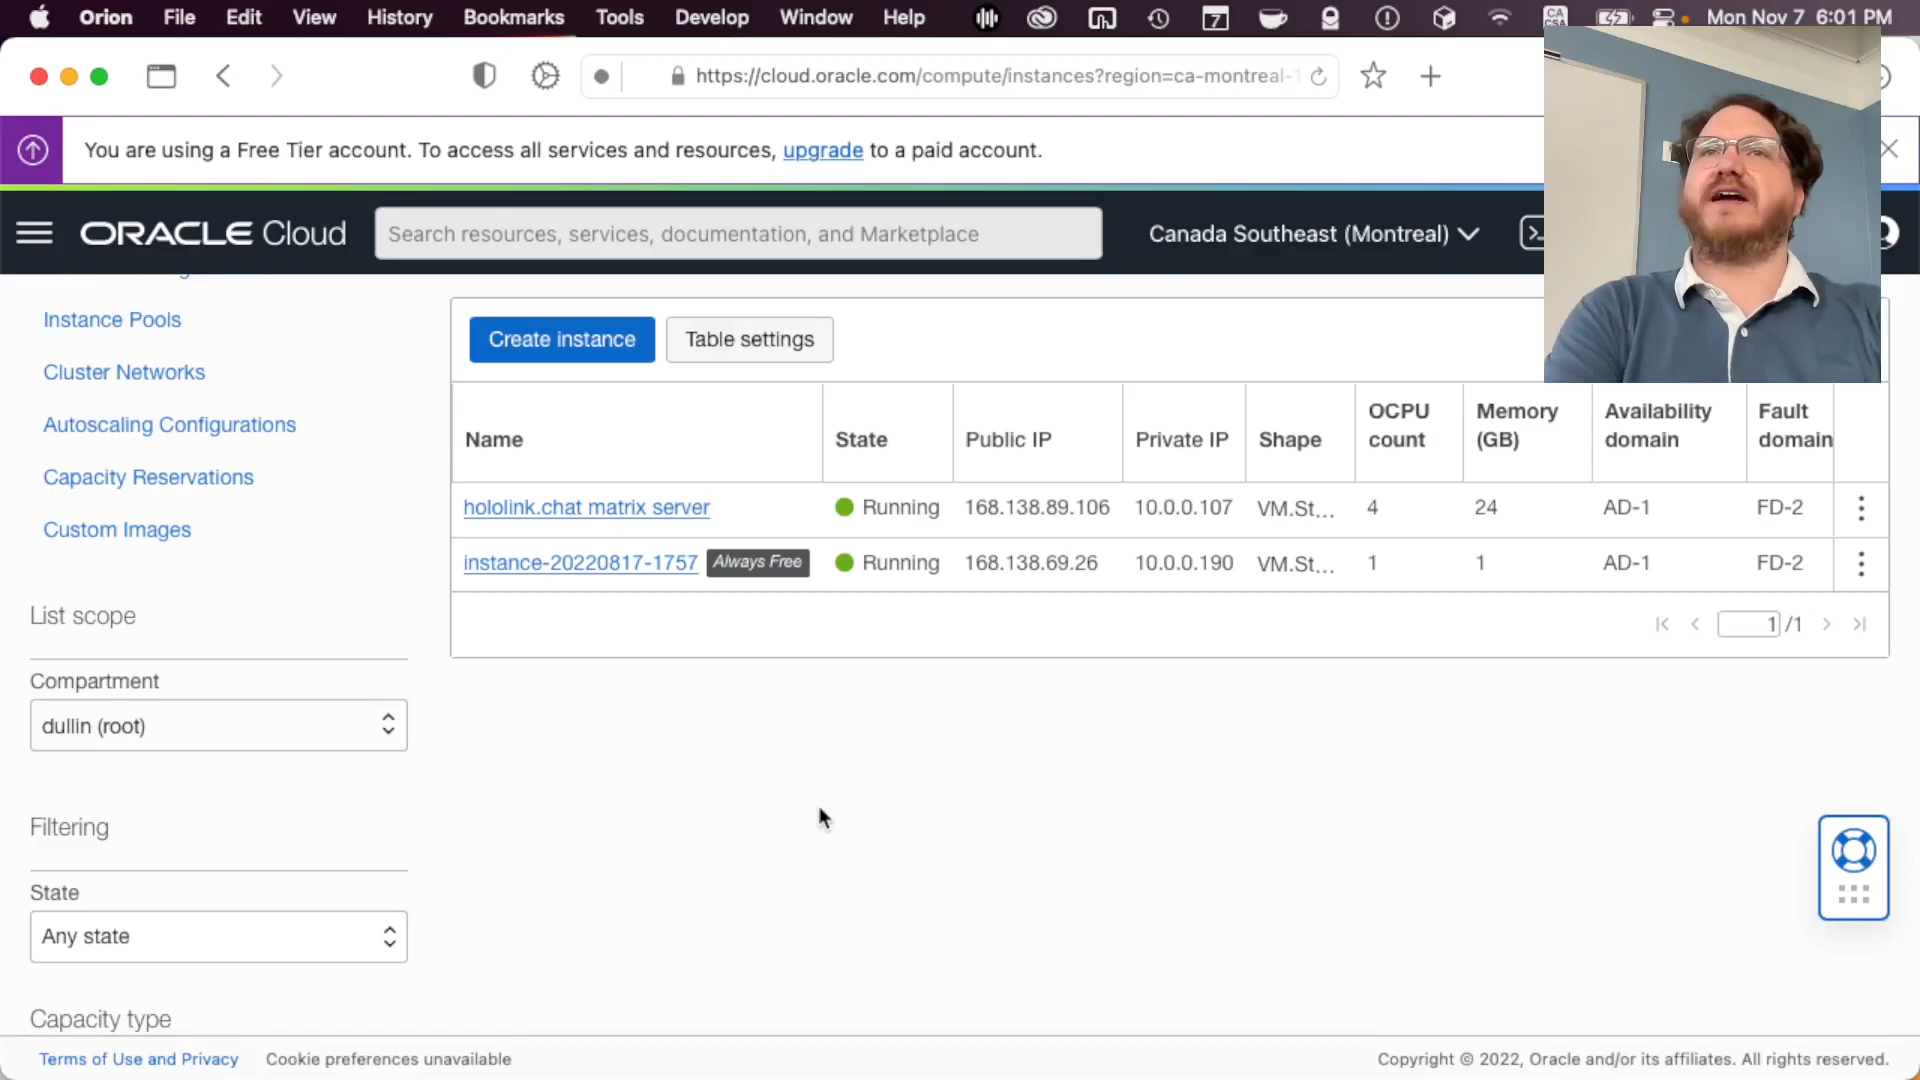 Orion File Edit View History Bookmarks Tools Develop Window Help 7 CA CSA Mon Nov 7 6:01 PM
https://cloud.oracle.com/compute/instances?region=ca-montreal-1
You are using a Free Tier account. To access all services and resources, upgrade to a paid account.
ORACLE Cloud
Search resources, services, documentation, and Marketplace
Canada Southeast (Montreal)
Instance Pools
Cluster Networks
Autoscaling Configurations
Capacity Reservations
Custom Images
List scope
Compartment
dullin (root)
Filtering
State
Any state
Capacity type
Create instance Table settings
Name State Public IP Private IP Shape OCPU count Memory (GB) Availability domain Fault domain
hololink.chat matrix server Running 168.138.89.106 10.0.0.107 VM.St... 4 24 AD-1 FD-2
instance-20220817-1757 Always Free Running 168.138.69.26 10.0.0.190 VM.St... 1 1 AD-1 FD-2
1 /1
Terms of Use and Privacy Cookie preferences unavailable
Copyright © 2022, Oracle and/or its affiliates. All rights reserved.